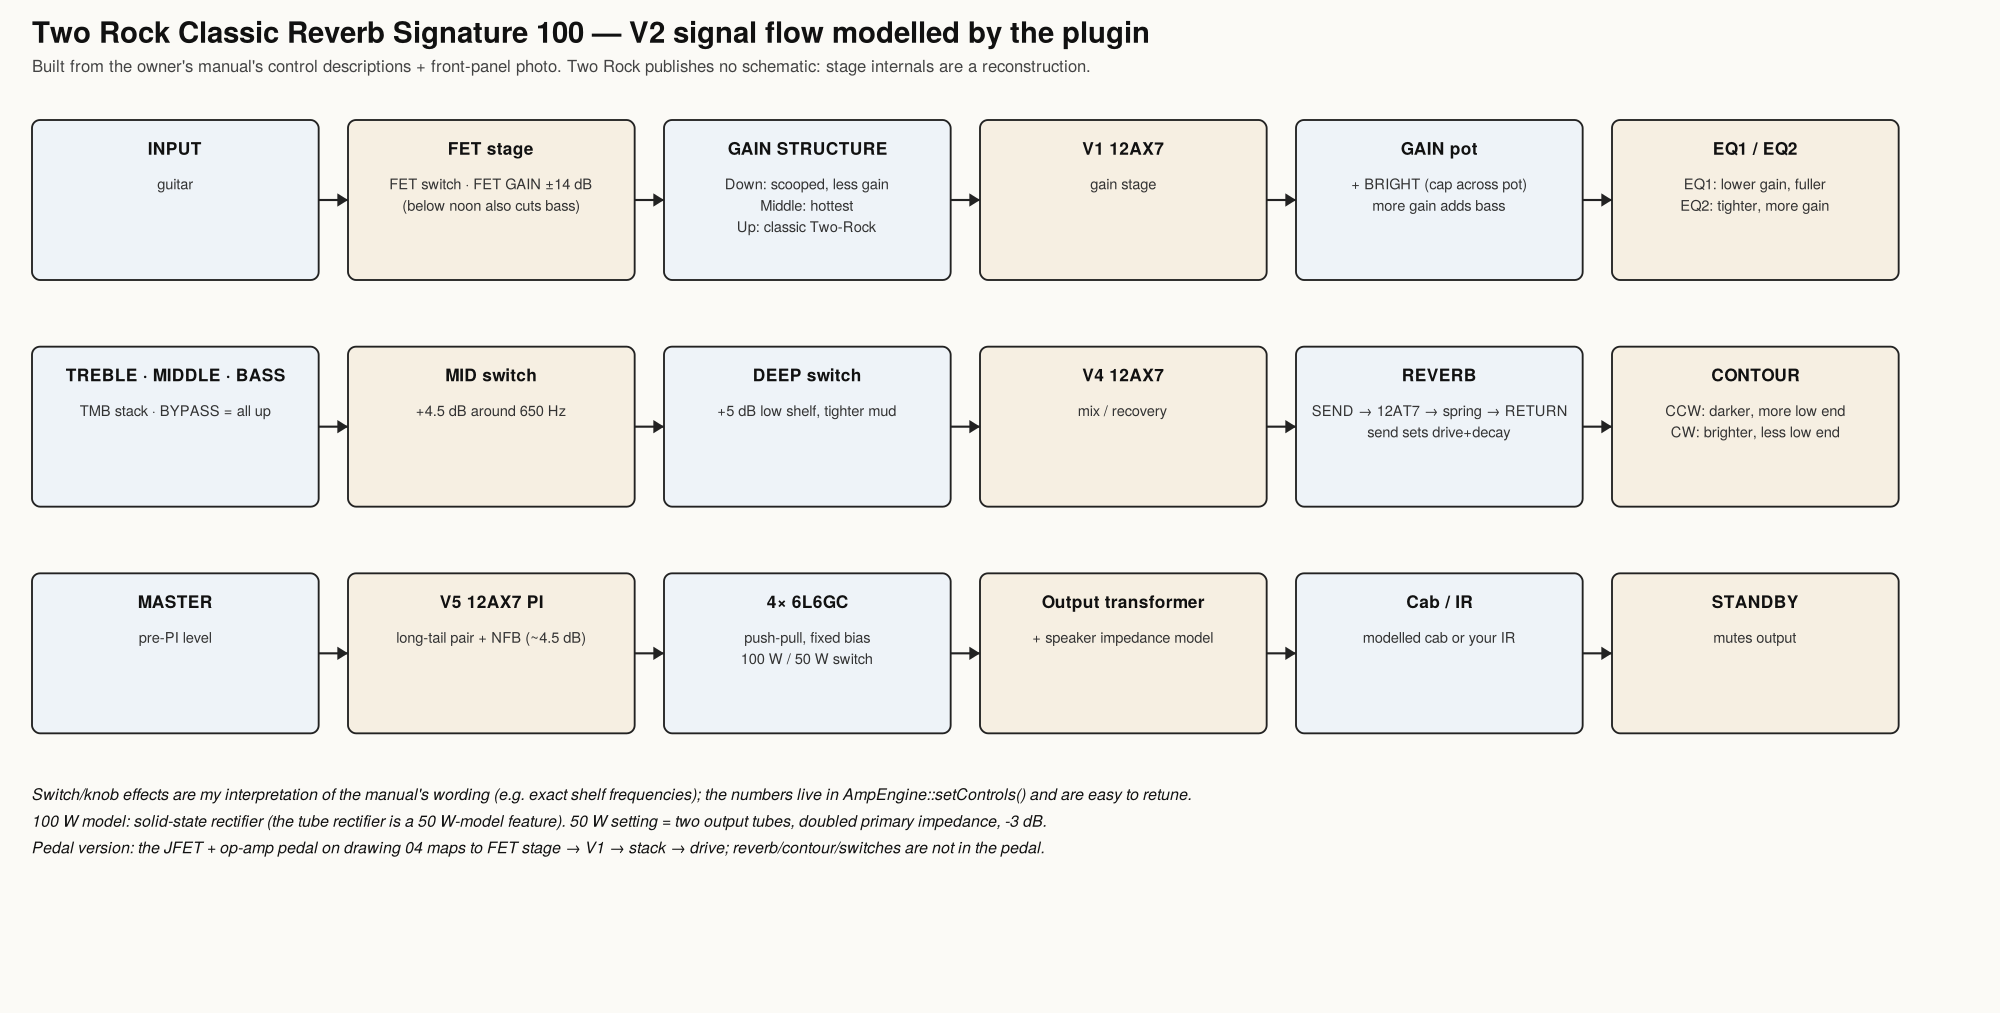 Two Rock Classic Reverb Signature 100 — V2 signal flow modelled by the plugin
Built from the owner's manual's control descriptions + front-panel photo. Two Rock publishes no schematic: stage internals are a reconstruction.
INPUT
guitar
FET stage
FET switch · FET GAIN ±14 dB
(below noon also cuts bass)
GAIN STRUCTURE
Down: scooped, less gain
Middle: hottest
Up: classic Two-Rock
V1 12AX7
gain stage
GAIN pot
+ BRIGHT (cap across pot)
more gain adds bass
EQ1 / EQ2
EQ1: lower gain, fuller
EQ2: tighter, more gain
TREBLE · MIDDLE · BASS
TMB stack · BYPASS = all up
MID switch
+4.5 dB around 650 Hz
DEEP switch
+5 dB low shelf, tighter mud
V4 12AX7
mix / recovery
REVERB
SEND → 12AT7 → spring → RETURN
send sets drive+decay
CONTOUR
CCW: darker, more low end
CW: brighter, less low end
MASTER
pre-PI level
V5 12AX7 PI
long-tail pair + NFB (~4.5 dB)
4× 6L6GC
push-pull, fixed bias
100 W / 50 W switch
Output transformer
+ speaker impedance model
Cab / IR
modelled cab or your IR
STANDBY
mutes output
Switch/knob effects are my interpretation of the manual's wording (e.g. exact shelf frequencies); the numbers live in AmpEngine::setControls() and are easy to retune.
100 W model: solid-state rectifier (the tube rectifier is a 50 W-model feature). 50 W setting = two output tubes, doubled primary impedance, -3 dB.
Pedal version: the JFET + op-amp pedal on drawing 04 maps to FET stage → V1 → stack → drive; reverb/contour/switches are not in the pedal.